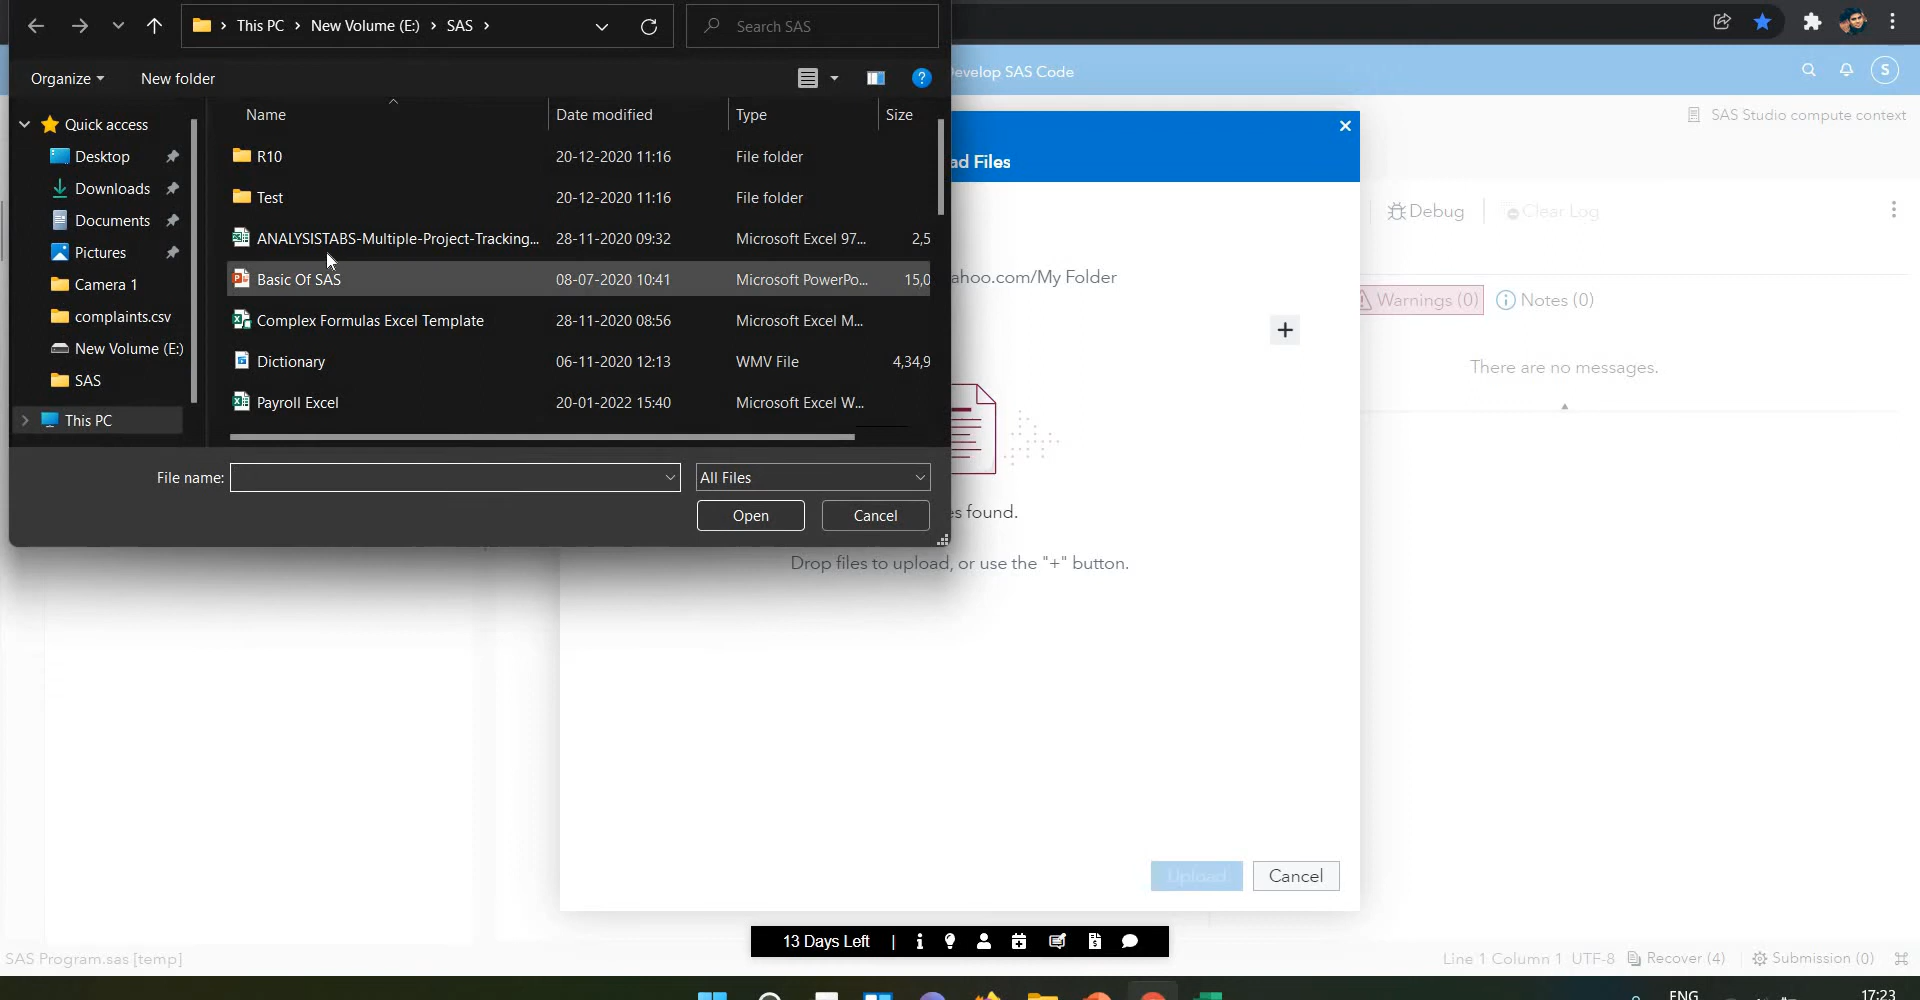 This PC > New Volume (E:) > SAS >
Search SAS
Organize
New folder
Name
Date modified
Type
Size
Quick access
Desktop
Downloads
Documents
Pictures
Camera 1
complaints.csv
New Volume (E:)
SAS
This PC
R10 20-12-2020 11:16 File folder
Test 20-12-2020 11:16 File folder
ANALYSISTABS-Multiple-Project-Tracking... 28-11-2020 09:32 Microsoft Excel 97... 2,5
Basic Of SAS 08-07-2020 10:41 Microsoft PowerPo... 15,0
Complex Formulas Excel Template 28-11-2020 08:56 Microsoft Excel M...
Dictionary 06-11-2020 12:13 WMV File 4,34,9
Payroll Excel 20-01-2022 15:40 Microsoft Excel W...
File name:
All Files
Open
Cancel
evelop SAS Code
S
SAS Studio compute context
ad Files
Debug
Clear Log
ahoo.com/My Folder
Warnings (0)
Notes (0)
There are no messages.
es found.
Drop files to upload, or use the "+" button.
Upload
Cancel
13 Days Left |
SAS Program.sas [temp]
Line 1 Column 1 UTF-8
Recover (4)
Submission (0)
ENG
17:23